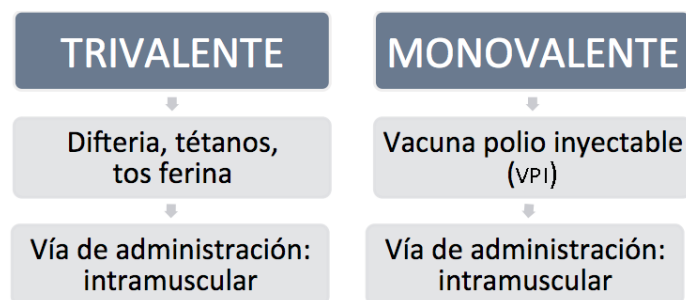 TRIVALENTE
Difteria, tétanos,
tos ferina
Vía de administración:
intramuscular
MONOVALENTE
Vacuna polio inyectable
(VPI)
Vía de administración:
intramuscular